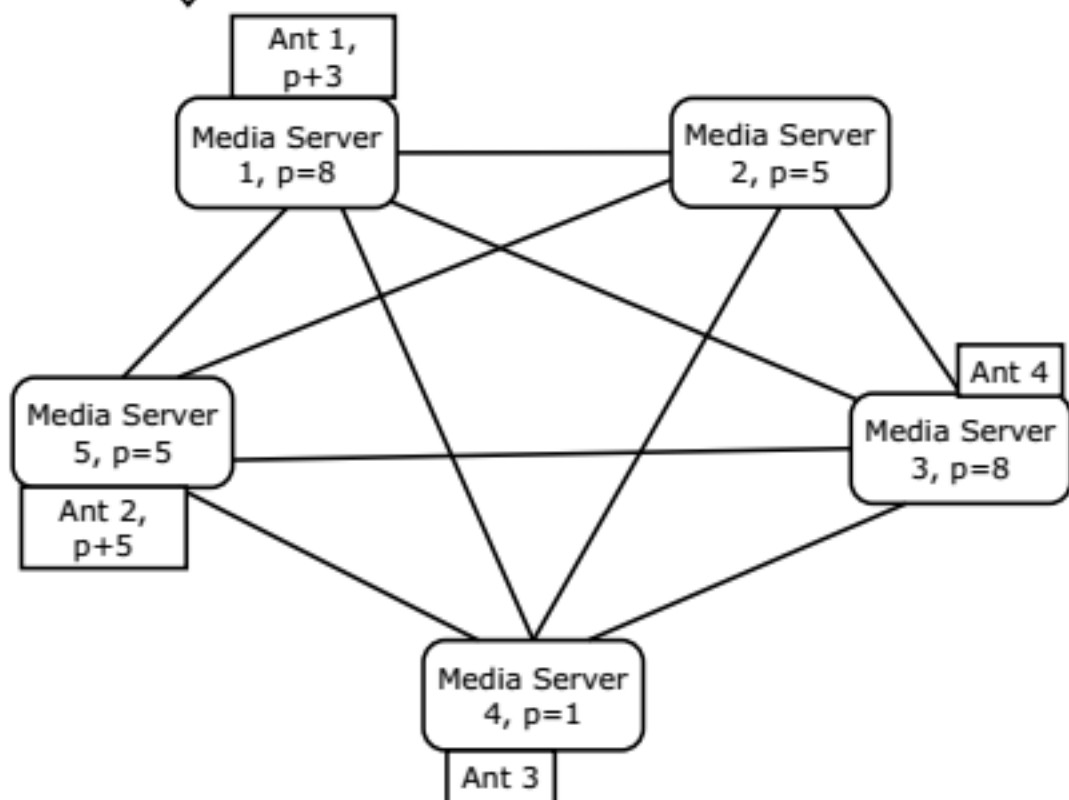 Ant 1,
p+3
Media Server
1, p=8
Media Server
2, p=5
Ant 4
Media Server
3, p=8
Media Server
5, p=5
Ant 2,
p+5
Media Server
4, p=1
Ant 3